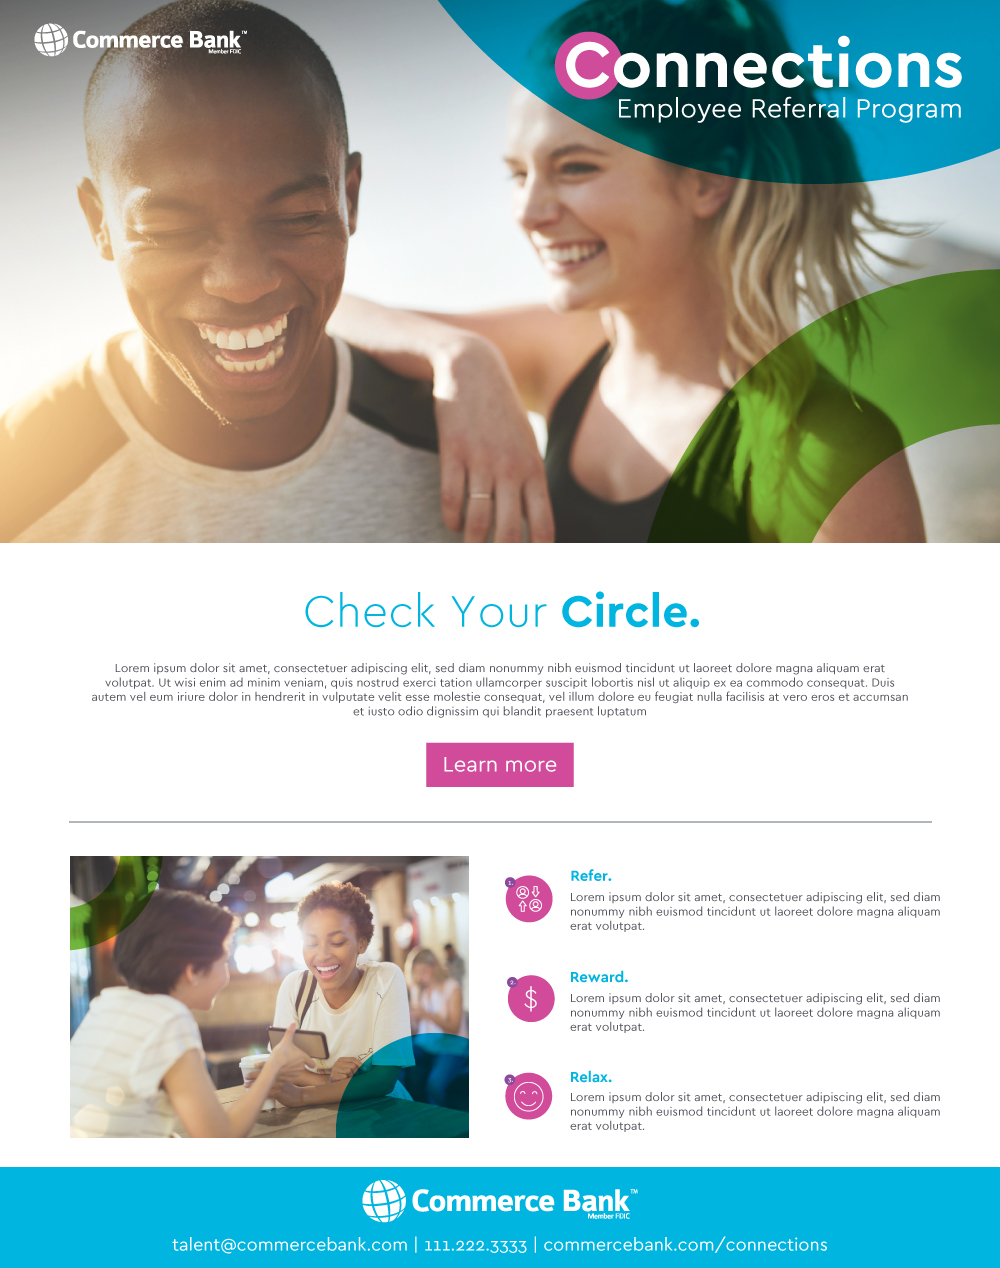 Commerce Bank™
Member FDIC
Connections
Employee Referral Program
Check Your Circle.
Lorem ipsum dolor sit amet, consectetuer adipiscing elit, sed diam nonummy nibh euismod tincidunt ut laoreet dolore magna aliquam erat
volutpat. Ut wisi enim ad minim veniam, quis nostrud exerci tation ullamcorper suscipit lobortis nisl ut aliquip ex ea commodo consequat. Duis
autem vel eum iriure dolor in hendrerit in vulputate velit esse molestie consequat, vel illum dolore eu feugiat nulla facilisis at vero eros et accumsan
et iusto odio dignissim qui blandit praesent luptatum
Learn more
1.
Refer.
Lorem ipsum dolor sit amet, consectetuer adipiscing elit, sed diam
nonummy nibh euismod tincidunt ut laoreet dolore magna aliquam
erat volutpat.
2.
$
Reward.
Lorem ipsum dolor sit amet, consectetuer adipiscing elit, sed diam
nonummy nibh euismod tincidunt ut laoreet dolore magna aliquam
erat volutpat.
3.
Relax.
Lorem ipsum dolor sit amet, consectetuer adipiscing elit, sed diam
nonummy nibh euismod tincidunt ut laoreet dolore magna aliquam
erat volutpat.
Commerce Bank™
Member FDIC
talent@commercebank.com | 111.222.3333 | commercebank.com/connections